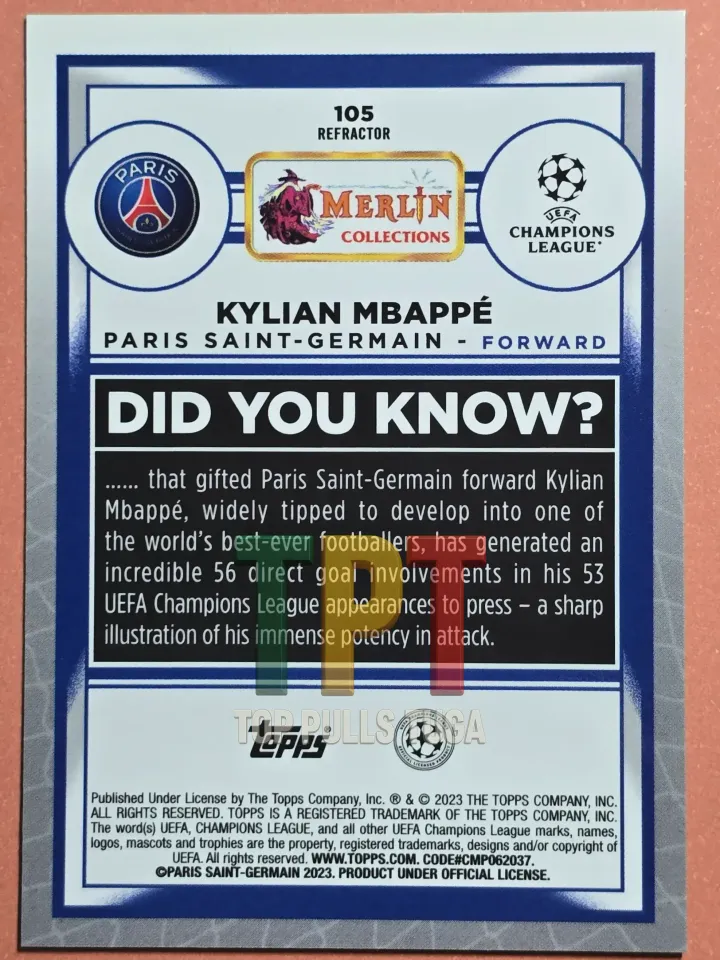 105
REFRACTOR
PARIS
MERLIN
COLLECTIONS
UEFA
CHAMPIONS
LEAGUE®
KYLIAN MBAPPÉ
PARIS SAINT-GERMAIN - FORWARD
DID YOU KNOW?
...... that gifted Paris Saint-Germain forward Kylian
Mbappé, widely tipped to develop into one of
the world's best-ever footballers, has generated an
incredible 56 direct goal involvements in his 53
UEFA Champions League appearances to press – a sharp
illustration of his immense potency in attack.
TPT
TOP PULLS TOSA
topps®
Published Under License by The Topps Company, Inc. ® & © 2023 THE TOPPS COMPANY, INC.
ALL RIGHTS RESERVED. TOPPS IS A REGISTERED TRADEMARK OF THE TOPPS COMPANY, INC.
The word(s) UEFA, CHAMPIONS LEAGUE, and all other UEFA Champions League marks, names,
logos, mascots and trophies are the property, registered trademarks, designs and/or copyright of
UEFA. All rights reserved. WWW.TOPPS.COM. CODE#CMP062037.
©PARIS SAINT-GERMAIN 2023. PRODUCT UNDER OFFICIAL LICENSE.